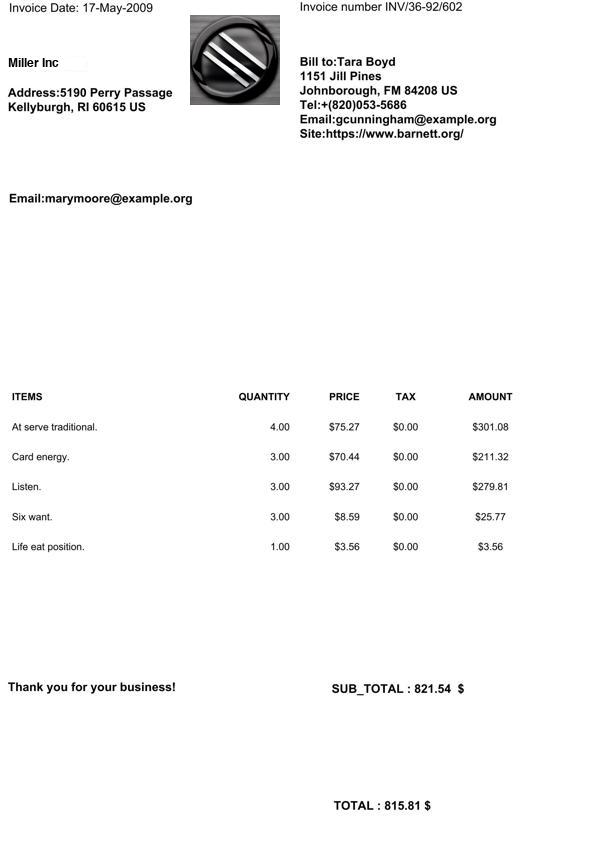 Invoice Date: 17-May-2009
Invoice number INV/36-92/602
Miller Inc
Address:5190 Perry Passage
Kellyburgh, RI 60615 US
Bill to:Tara Boyd
1151 Jill Pines
Johnborough, FM 84208 US
Tel:+(820)053-5686
Email:gcunningham@example.org
Site:https://www.barnett.org/
Email:marymoore@example.org
ITEMS QUANTITY PRICE TAX AMOUNT
At serve traditional. 4.00 $75.27 $0.00 $301.08
Card energy. 3.00 $70.44 $0.00 $211.32
Listen. 3.00 $93.27 $0.00 $279.81
Six want. 3.00 $8.59 $0.00 $25.77
Life eat position. 1.00 $3.56 $0.00 $3.56
Thank you for your business!
SUB_TOTAL : 821.54 $
TOTAL : 815.81 $